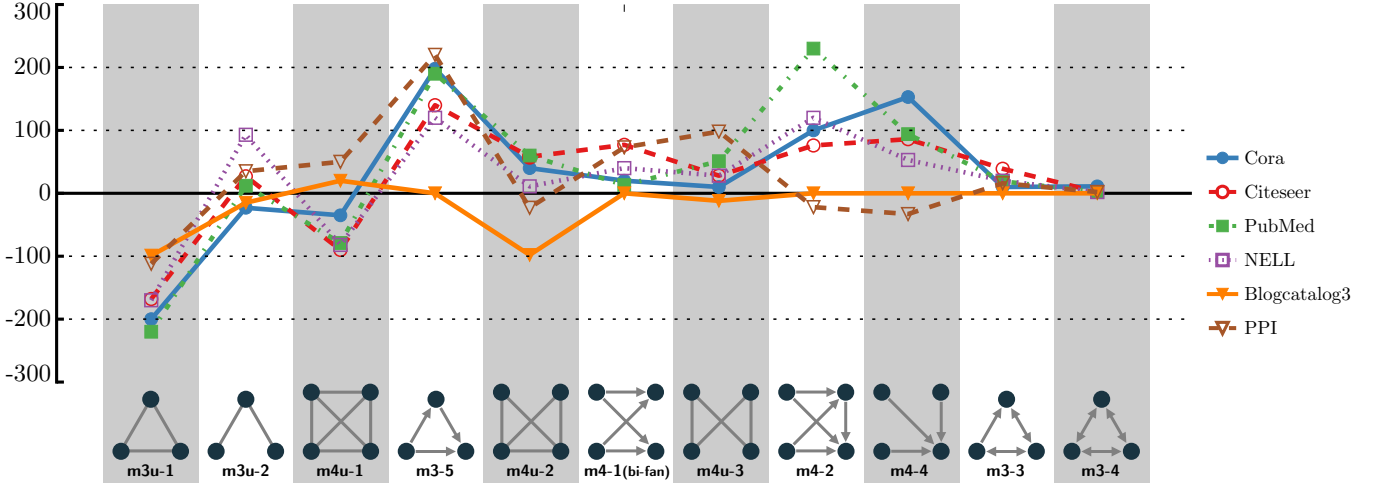 300
200
100
0
-100
-200
-300
Cora
Citeseer
PubMed
NELL
Blogcatalog3
PPI
m3u-1 m3u-2 m4u-1 m3-5 m4u-2 m4-1(bi-fan) m4u-3 m4-2 m4-4 m3-3 m3-4